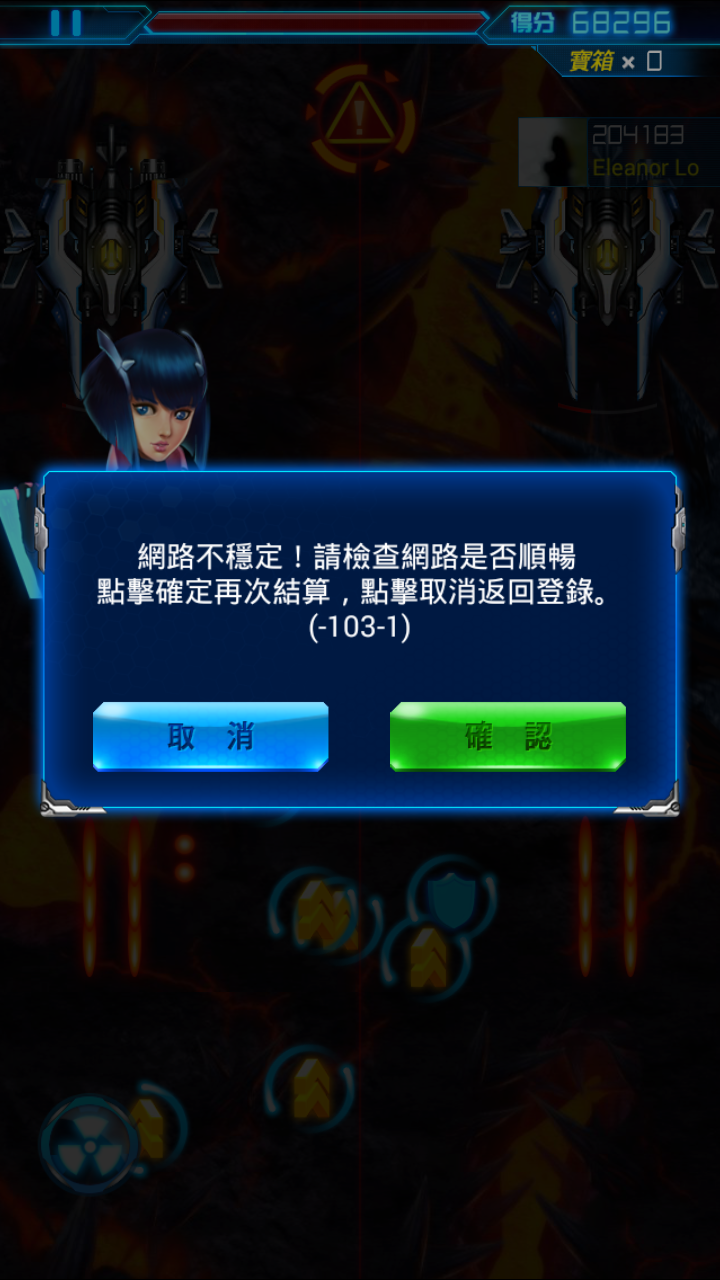 得分 68296
寶箱 × 0
204183
Eleanor Lo
網路不穩定！請檢查網路是否順暢
點擊確定再次結算，點擊取消返回登錄。
(-103-1)
取 消
確 認